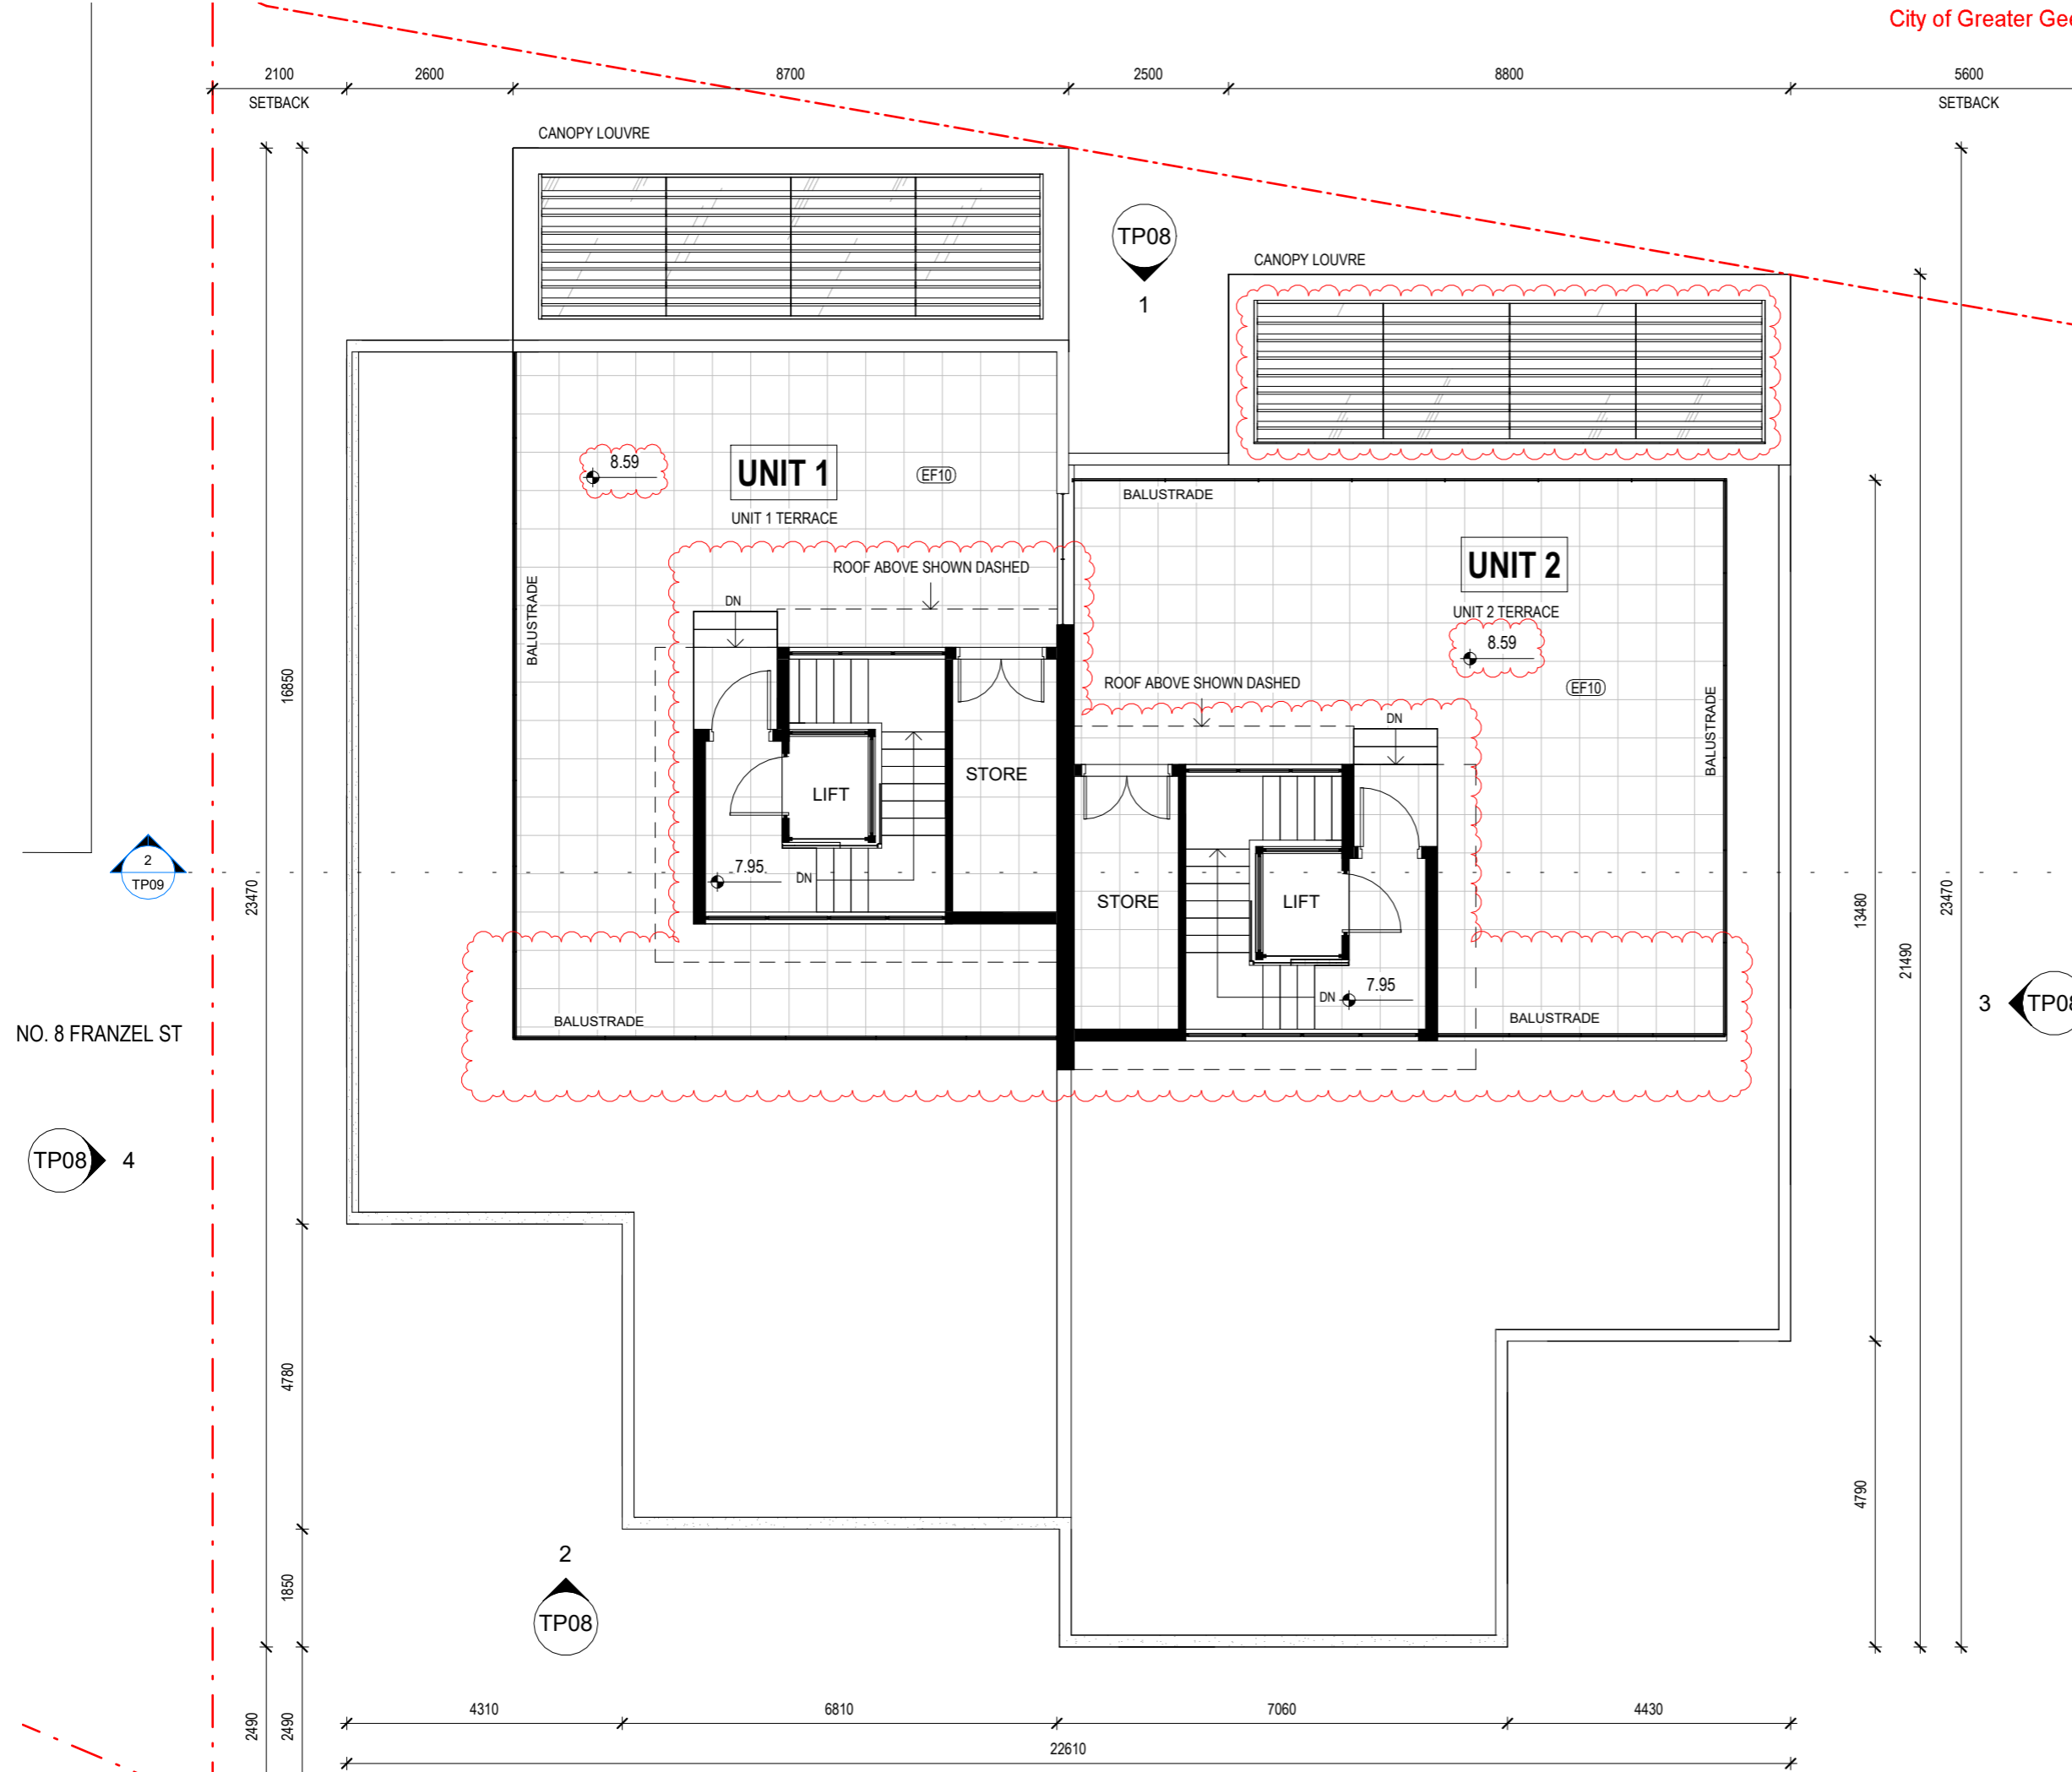 City of Greater Gee
2100
2600
8700
2500
8800
5600
SETBACK
SETBACK
CANOPY LOUVRE
TP08
1
CANOPY LOUVRE
8.59
UNIT 1
EF10
UNIT 1 TERRACE
BALUSTRADE
ROOF ABOVE SHOWN DASHED
UNIT 2
BALUSTRADE
DN
UNIT 2 TERRACE
8.59
16850
ROOF ABOVE SHOWN DASHED
EF10
BALUSTRADE
DN
STORE
LIFT
2
TP09
7.95
DN
23470
STORE
LIFT
13480
23470
21490
7.95
DN
3
TP08
BALUSTRADE
BALUSTRADE
NO. 8 FRANZEL ST
TP08
4
4780
4790
2
TP08
1850
2490
2490
4310
6810
7060
4430
22610